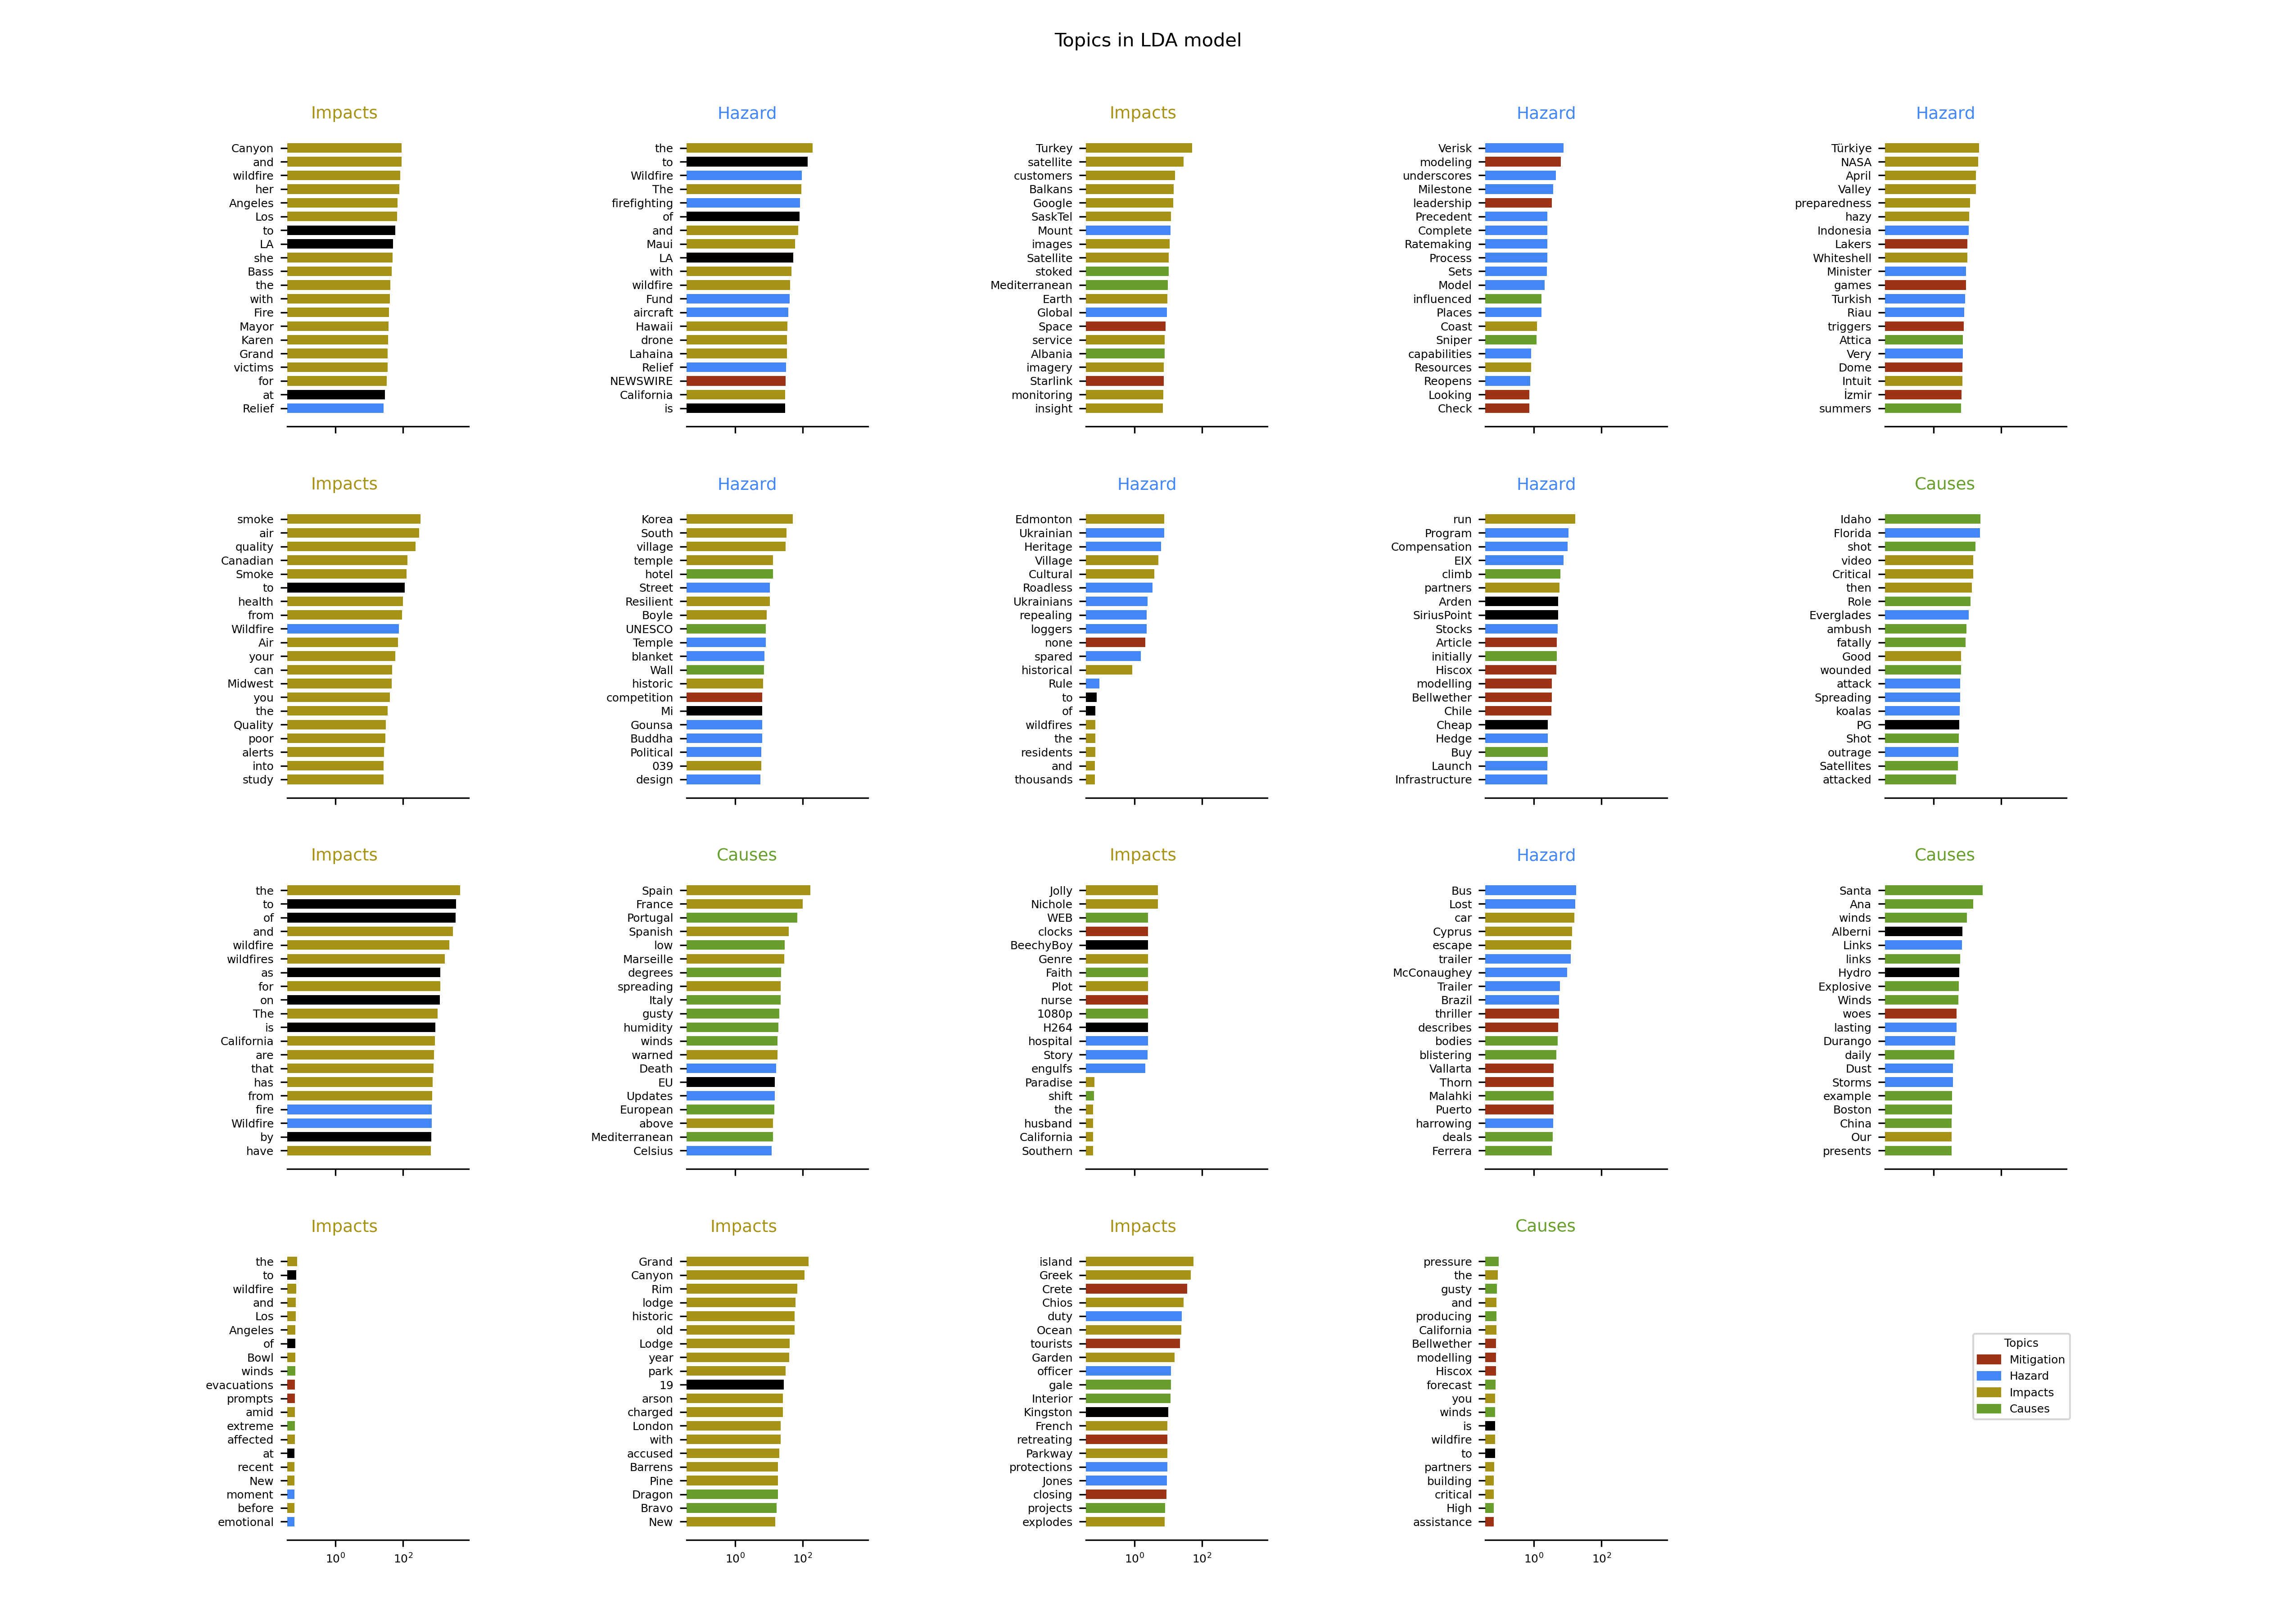 Topics in LDA model
Impacts
Canyon
and
wildfire
her
Angeles
Los
to
LA
she
Bass
the
with
Fire
Mayor
Karen
Grand
victims
for
at
Relief
Hazard
the
to
Wildfire
The
firefighting
of
and
Maui
LA
with
wildfire
Fund
aircraft
Hawaii
drone
Lahaina
Relief
NEWSWIRE
California
is
Impacts
Turkey
satellite
customers
Balkans
Google
SaskTel
Mount
images
Satellite
stoked
Mediterranean
Earth
Global
Space
service
Albania
imagery
Starlink
monitoring
insight
Hazard
Verisk
modeling
underscores
Milestone
leadership
Precedent
Complete
Ratemaking
Process
Sets
Model
influenced
Places
Coast
Sniper
capabilities
Resources
Reopens
Looking
Check
Hazard
Türkiye
NASA
April
Valley
preparedness
hazy
Indonesia
Lakers
Whiteshell
Minister
games
Turkish
Riau
triggers
Attica
Very
Dome
Intuit
İzmir
summers
Impacts
smoke
air
quality
Canadian
Smoke
to
health
from
Wildfire
Air
your
can
Midwest
you
the
Quality
poor
alerts
into
study
Hazard
Korea
South
village
temple
hotel
Street
Resilient
Boyle
UNESCO
Temple
blanket
Wall
historic
competition
Mi
Gounsa
Buddha
Political
039
design
Hazard
Edmonton
Ukrainian
Heritage
Village
Cultural
Roadless
Ukrainians
repealing
loggers
none
spared
historical
Rule
to
of
wildfires
the
residents
and
thousands
Hazard
run
Program
Compensation
EIX
climb
partners
Arden
SiriusPoint
Stocks
Article
initially
Hiscox
modelling
Bellwether
Chile
Cheap
Hedge
Buy
Launch
Infrastructure
Causes
Idaho
Florida
shot
video
Critical
then
Role
Everglades
ambush
fatally
Good
wounded
attack
Spreading
koalas
PG
Shot
outrage
Satellites
attacked
Impacts
the
to
of
and
wildfire
wildfires
as
for
on
The
is
California
are
that
has
from
fire
Wildfire
by
have
Causes
Spain
France
Portugal
Spanish
low
Marseille
degrees
spreading
Italy
gusty
humidity
winds
warned
Death
EU
Updates
European
above
Mediterranean
Celsius
Impacts
Jolly
Nichole
WEB
clocks
BeechyBoy
Genre
Faith
Plot
nurse
1080p
H264
hospital
Story
engulfs
Paradise
shift
the
husband
California
Southern
Hazard
Bus
Lost
car
Cyprus
escape
trailer
McConaughey
Trailer
Brazil
thriller
describes
bodies
blistering
Vallarta
Thorn
Malahki
Puerto
harrowing
deals
Ferrera
Causes
Santa
Ana
winds
Alberni
Links
links
Hydro
Explosive
Winds
woes
lasting
Durango
daily
Dust
Storms
example
Boston
China
Our
presents
Impacts
the
to
wildfire
and
Los
Angeles
of
Bowl
winds
evacuations
prompts
amid
extreme
affected
at
recent
New
moment
before
emotional
10^0 10^2
Impacts
Grand
Canyon
Rim
lodge
historic
old
Lodge
year
park
19
arson
charged
London
with
accused
Barrens
Pine
Dragon
Bravo
New
10^0 10^2
Impacts
island
Greek
Crete
Chios
duty
Ocean
tourists
Garden
officer
gale
Interior
Kingston
French
retreating
Parkway
protections
Jones
closing
projects
explodes
10^0 10^2
Causes
pressure
the
gusty
and
producing
California
Bellwether
modelling
Hiscox
forecast
you
winds
is
wildfire
to
partners
building
critical
High
assistance
10^0 10^2
Topics
Mitigation
Hazard
Impacts
Causes